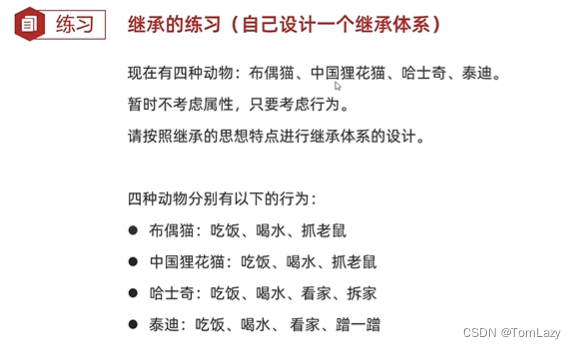 练习 继承的练习（自己设计一个继承体系）
现在有四种动物：布偶猫、中国狸花猫、哈士奇、泰迪。
暂时不考虑属性，只要考虑行为。
请按照继承的思想特点进行继承体系的设计。
四种动物分别有以下的行为：
● 布偶猫：吃饭、喝水、抓老鼠
● 中国狸花猫：吃饭、喝水、抓老鼠
● 哈士奇：吃饭、喝水、看家、拆家
● 泰迪：吃饭、喝水、 看家、蹭一蹭
CSDN @TomLazy